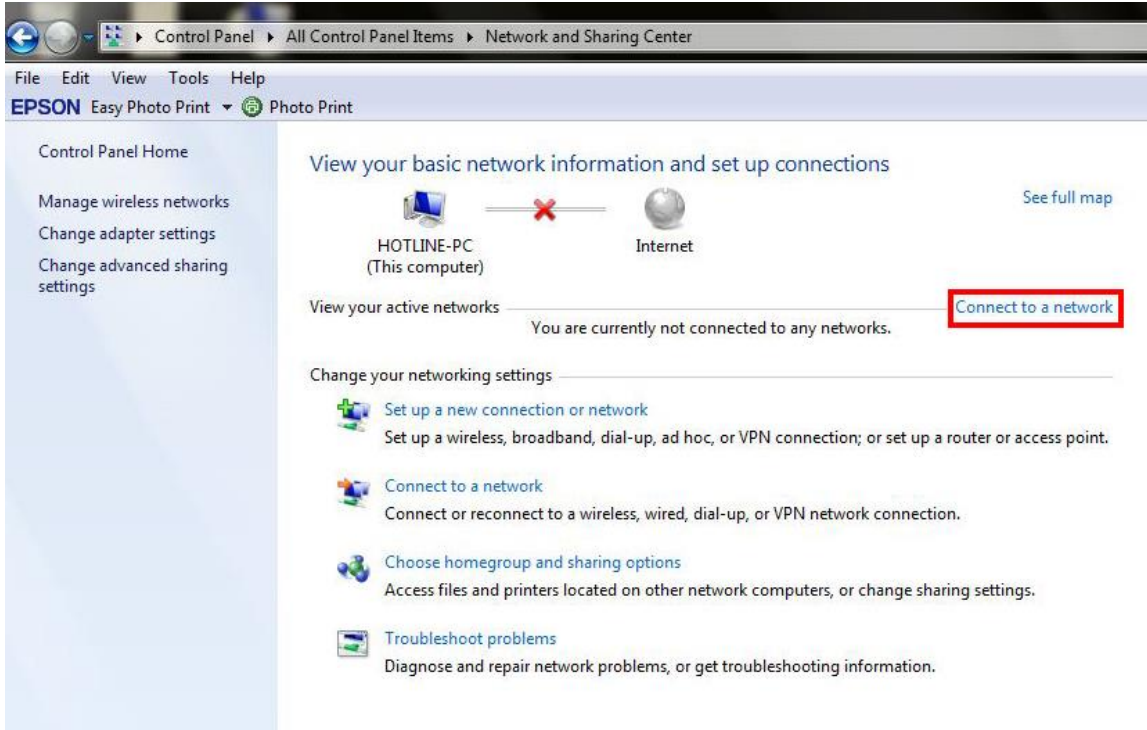 Control Panel ▸ All Control Panel Items ▸ Network and Sharing Center
File Edit View Tools Help
EPSON Easy Photo Print Photo Print
Control Panel Home
Manage wireless networks
Change adapter settings
Change advanced sharing
settings
View your basic network information and set up connections
See full map
HOTLINE-PC
(This computer)
Internet
View your active networks
Connect to a network
You are currently not connected to any networks.
Change your networking settings
Set up a new connection or network
Set up a wireless, broadband, dial-up, ad hoc, or VPN connection; or set up a router or access point.
Connect to a network
Connect or reconnect to a wireless, wired, dial-up, or VPN network connection.
Choose homegroup and sharing options
Access files and printers located on other network computers, or change sharing settings.
Troubleshoot problems
Diagnose and repair network problems, or get troubleshooting information.